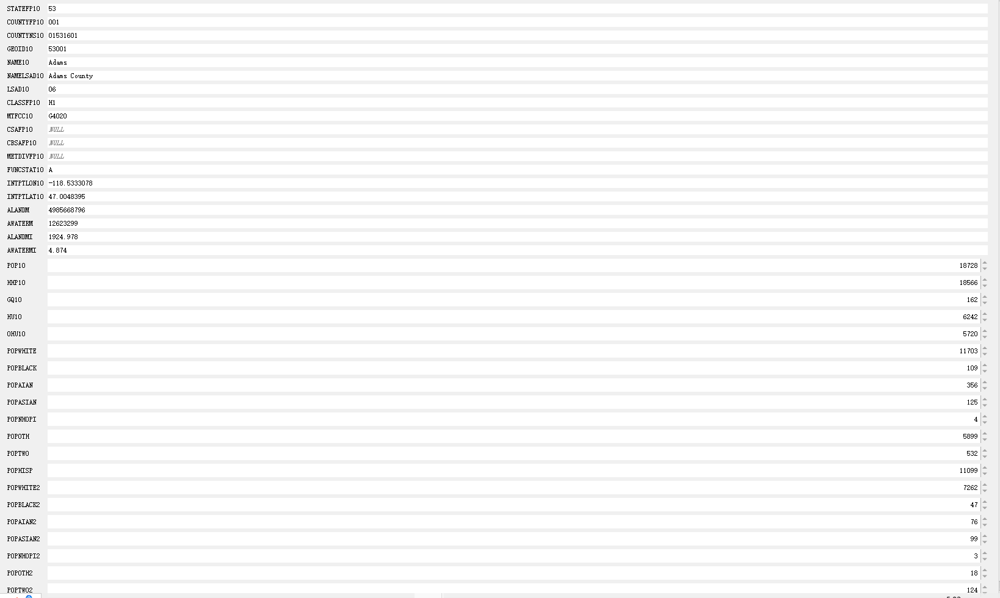 STATEFP10 53
COUNTYFP10 001
COUNTYNS10 01531601
GEOID10 53001
NAME10 Adams
NAMELSAD10 Adams County
LSAD10 06
CLASSFP10 H1
MTFCC10 G4020
CSAFP10 NULL
CBSAFP10 NULL
METDIVFP10 NULL
FUNCSTAT10 A
INTPTLON10 -118.5333078
INTPTLAT10 47.0048395
ALANDM 4985668796
AWATERM 12623299
ALANDMI 1924.978
AWATERMI 4.874
POP10 18728
HHP10 18566
GQ10 162
HU10 6242
OHU10 5720
POPWHITE 11703
POPBLACK 109
POPAIAN 356
POPASIAN 125
POPNHOPI 4
POPOTH 5899
POPTWO 532
POPHISP 11099
POPWHITE2 7262
POPBLACK2 47
POPAIAN2 76
POPASIAN2 99
POPNHOPI2 3
POPOTH2 18
POPTWO2 124